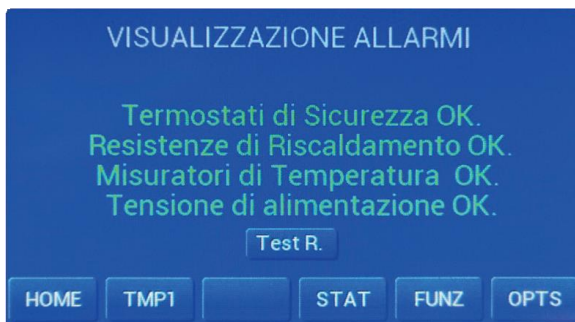 VISUALIZZAZIONE ALLARMI
Termostati di Sicurezza OK.
Resistenze di Riscaldamento OK.
Misuratori di Temperatura OK.
Tensione di alimentazione OK.
Test R.
HOME TMP1 STAT FUNZ OPTS